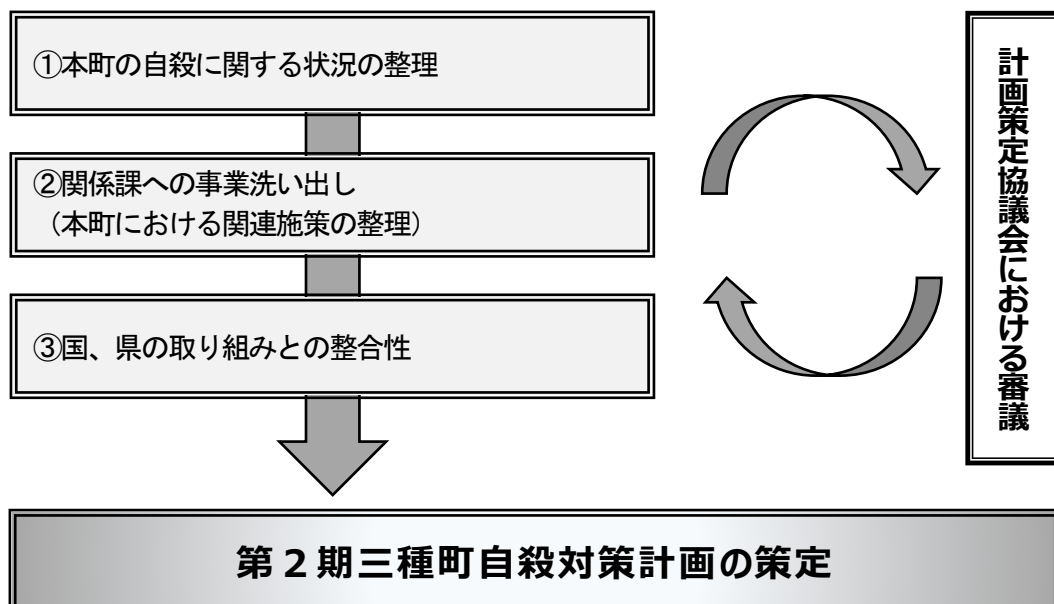 ①本町の自殺に関する状況の整理
②関係課への事業洗い出し
（本町における関連施策の整理）
③国、県の取り組みとの整合性
計画策定協議会における審議
第２期三種町自殺対策計画の策定